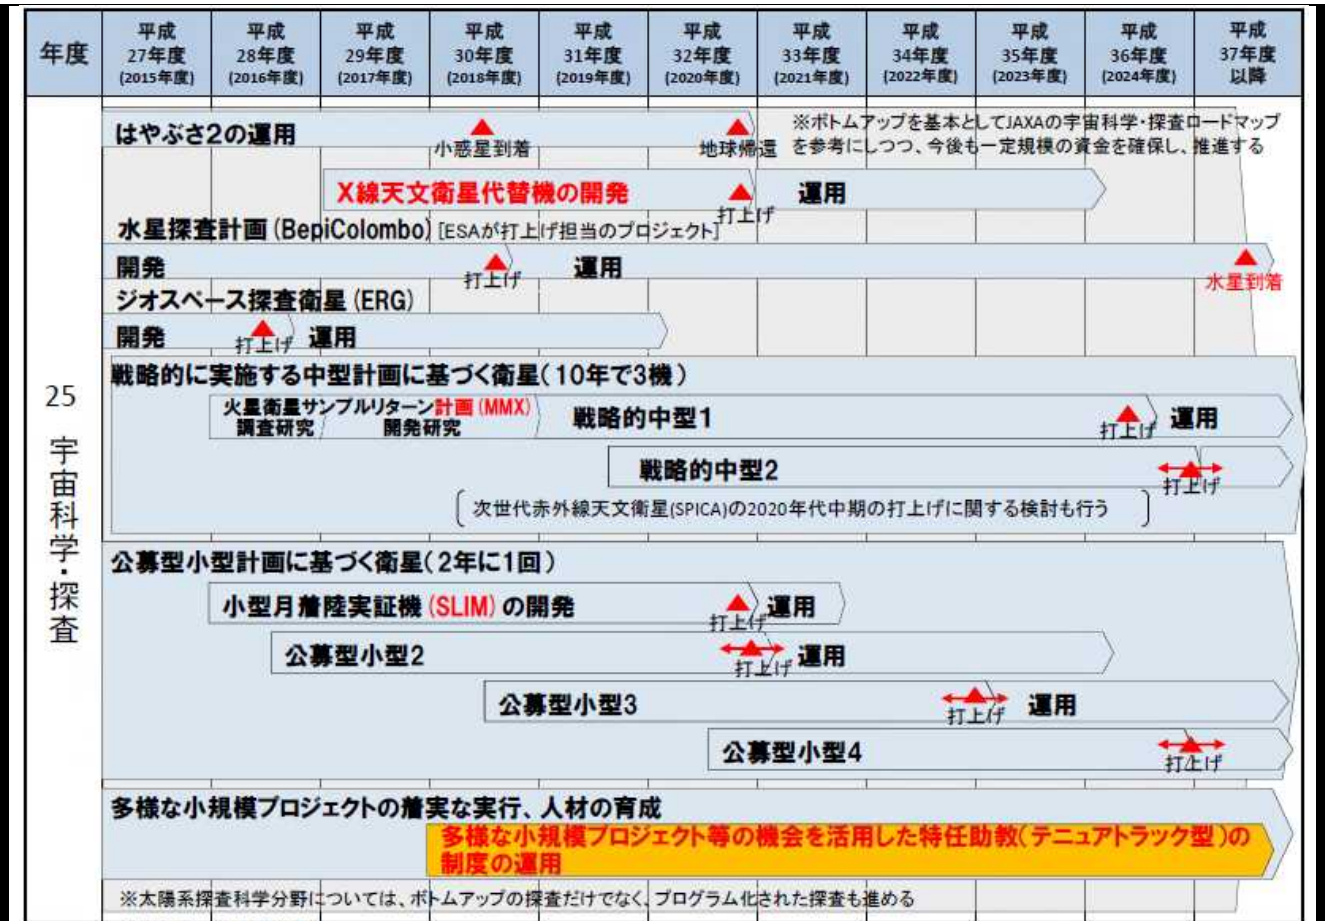 年度
平成
27年度
(2015年度)
平成
28年度
(2016年度)
平成
29年度
(2017年度)
平成
30年度
(2018年度)
平成
31年度
(2019年度)
平成
32年度
(2020年度)
平成
33年度
(2021年度)
平成
34年度
(2022年度)
平成
35年度
(2023年度)
平成
36年度
(2024年度)
平成
37年度
以降
25
宇宙科学・探査
はやぶさ2の運用
小惑星到着
地球帰還
※ボトムアップを基本としてJAXAの宇宙科学・探査ロードマップ
を参考にしつつ、今後も一定規模の資金を確保し、推進する
X線天文衛星代替機の開発
打上げ
運用
水星探査計画(BepiColombo)[ESAが打上げ担当のプロジェクト]
開発
打上げ
運用
水星到着
ジオスペース探査衛星(ERG)
開発
打上げ
運用
戦略的に実施する中型計画に基づく衛星(10年で3機)
火星衛星サンプルリターン計画(MMX)
調査研究
開発研究
戦略的中型1
打上げ
運用
戦略的中型2
打上げ
次世代赤外線天文衛星(SPICA)の2020年代中期の打上げに関する検討も行う
公募型小型計画に基づく衛星(2年に1回)
小型月着陸実証機(SLIM)の開発
打上げ
運用
公募型小型2
打上げ
運用
公募型小型3
打上げ
運用
公募型小型4
打上げ
多様な小規模プロジェクトの着実な実行、人材の育成
多様な小規模プロジェクト等の機会を活用した特任助教(テニュアトラック型)の
制度の運用
※太陽系探査科学分野については、ボトムアップの探査だけでなく、プログラム化された探査も進める